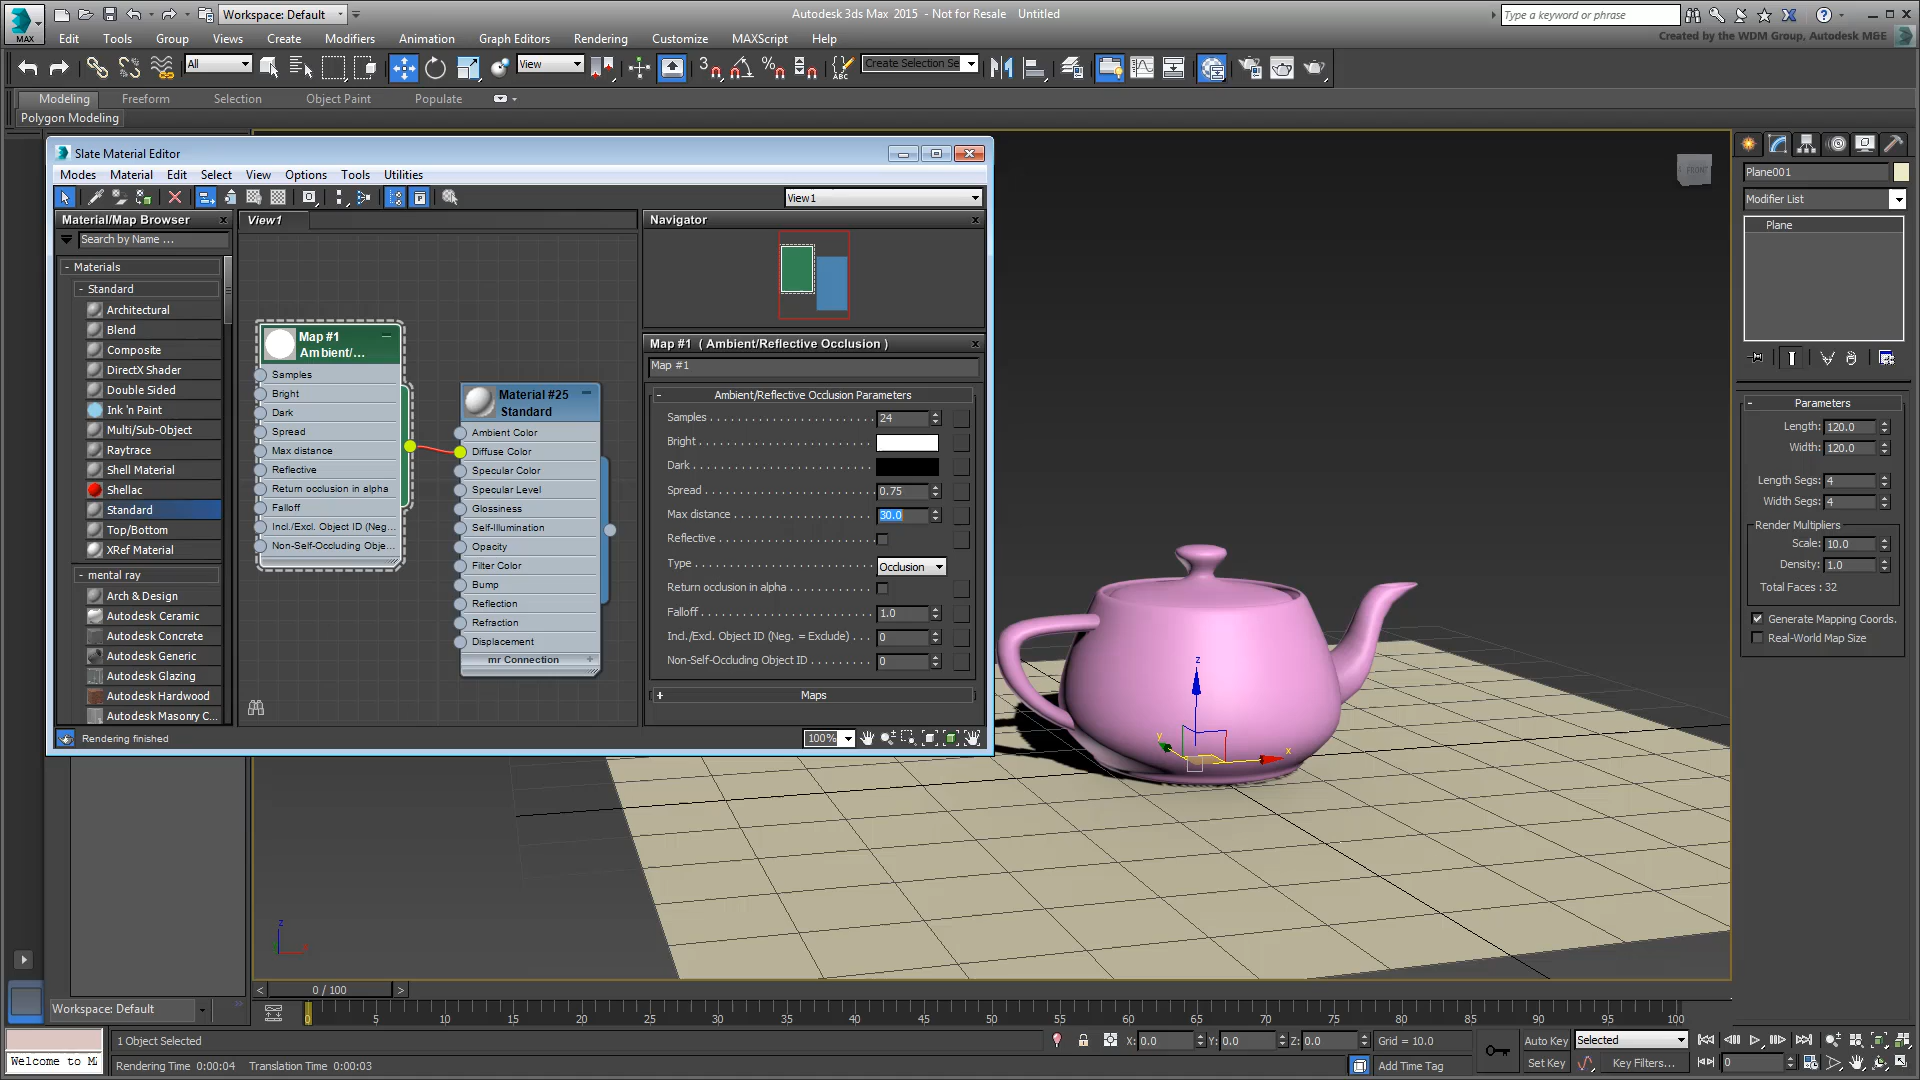 Workspace: Default
Autodesk 3ds Max 2015 - Not for Resale Untitled
Type a keyword or phrase
MAX
Edit Tools Group Views Create Modifiers Animation Graph Editors Rendering Customize MAXScript Help
Created by the WDM Group, Autodesk M&E
All
View
Create Selection Se
Modeling Freeform Selection Object Paint Populate
Polygon Modeling
Slate Material Editor
Modes Material Edit Select View Options Tools Utilities
View1
Material/Map Browser
Search by Name ...
- Materials
- Standard
Architectural
Blend
Composite
DirectX Shader
Double Sided
Ink 'n Paint
Multi/Sub-Object
Raytrace
Shell Material
Shellac
Standard
Top/Bottom
XRef Material
- mental ray
Arch & Design
Autodesk Ceramic
Autodesk Concrete
Autodesk Generic
Autodesk Glazing
Autodesk Hardwood
Autodesk Masonry C...
View1
Map #1
Ambient/...
Samples
Bright
Dark
Spread
Max distance
Reflective
Return occlusion in alpha
Falloff
Incl./Excl. Object ID (Neg...
Non-Self-Occluding Obje...
Material #25
Standard
Ambient Color
Diffuse Color
Specular Color
Specular Level
Glossiness
Self-Illumination
Opacity
Filter Color
Bump
Reflection
Refraction
Displacement
mr Connection +
Navigator
Map #1 ( Ambient/Reflective Occlusion )
Map #1
- Ambient/Reflective Occlusion Parameters
Samples 24
Bright
Dark
Spread 0.75
Max distance 30.0
Reflective
Type Occlusion
Return occlusion in alpha
Falloff 1.0
Incl./Excl. Object ID (Neg. = Exclude) 0
Non-Self-Occluding Object ID 0
+ Maps
Rendering finished
100%
FRONT
z
y
x
z
Plane001
Modifier List
Plane
- Parameters
Length: 120.0
Width: 120.0
Length Segs: 4
Width Segs: 4
Render Multipliers
Scale: 10.0
Density: 1.0
Total Faces : 32
Generate Mapping Coords.
Real-World Map Size
< 0 / 100 >
Workspace: Default
0 5 10 15 20 25 30 35 40 45 50 55 60 65 70 75 80 85 90 95 100
1 Object Selected
X: 0.0 Y: 0.0 Z: 0.0 Grid = 10.0
Auto Key Selected
Welcome to M
Rendering Time 0:00:04 Translation Time 0:00:03
Add Time Tag
Set Key Key Filters... 0